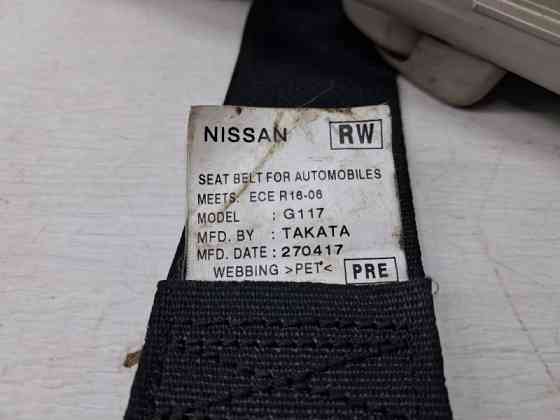 NISSAN RW
SEAT BELT FOR AUTOMOBILES
MEETS: ECE R16-06
MODEL : G117
MFD. BY : TAKATA
MFD. DATE : 270417
WEBBING >PET< PRE